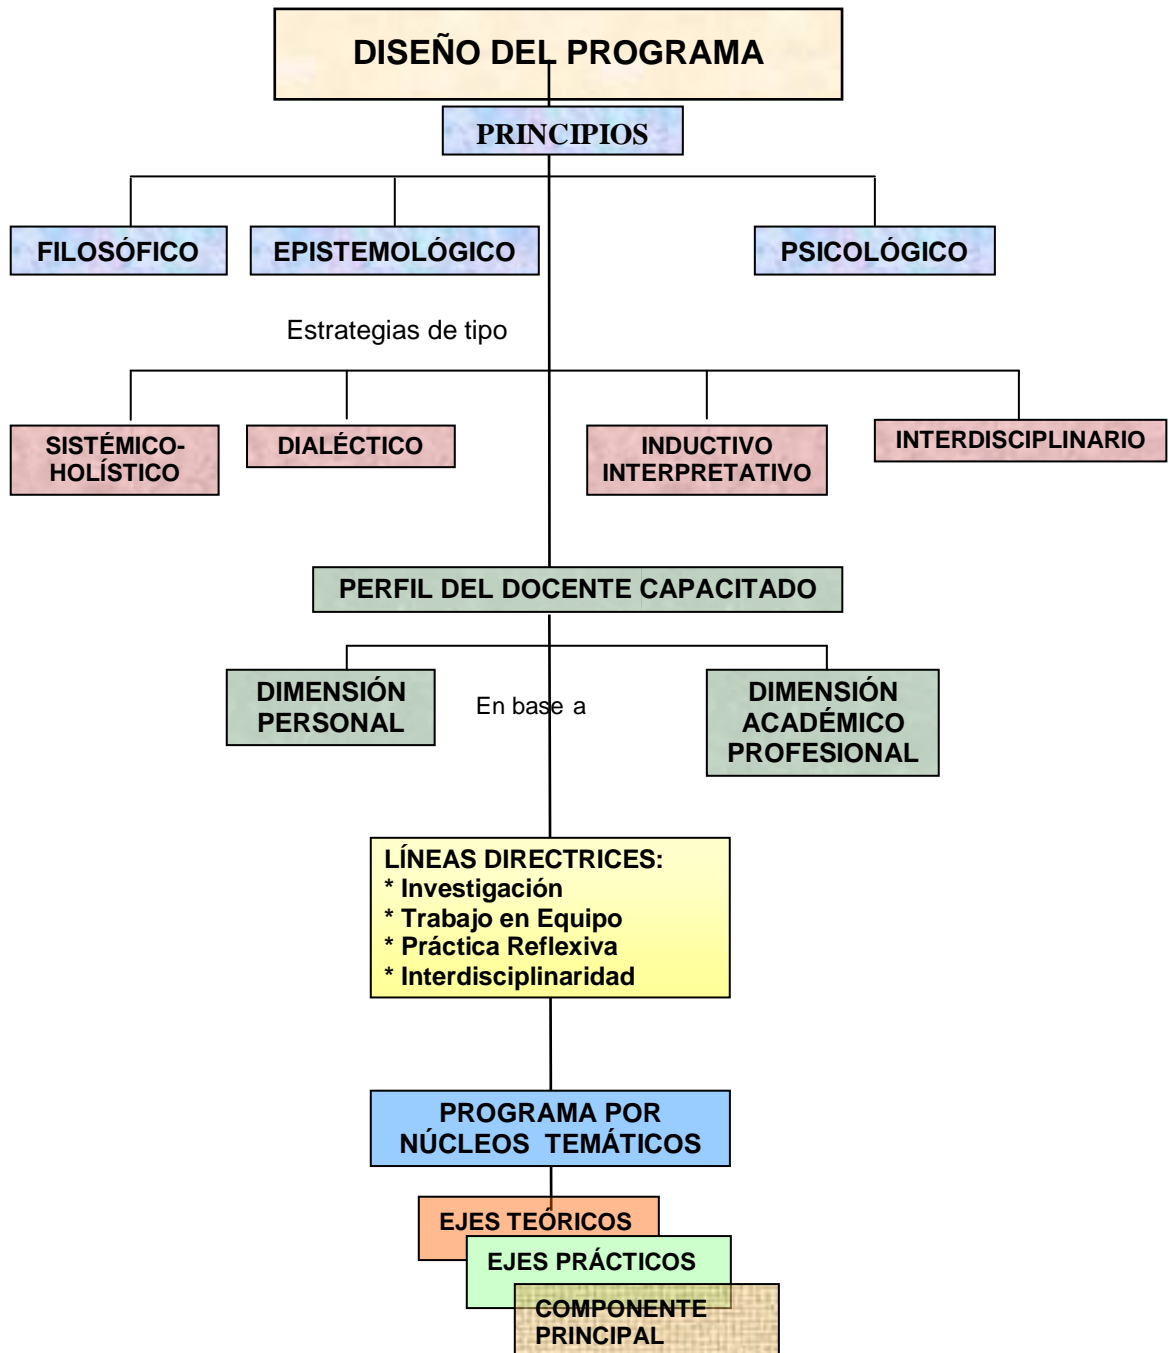 DISEÑO DEL PROGRAMA
PRINCIPIOS
FILOSÓFICO
EPISTEMOLÓGICO
PSICOLÓGICO
Estrategias de tipo
SISTÉMICO-
HOLÍSTICO
DIALÉCTICO
INDUCTIVO
INTERPRETATIVO
INTERDISCIPLINARIO
PERFIL DEL DOCENTE CAPACITADO
DIMENSIÓN
PERSONAL
En base a
DIMENSIÓN
ACADÉMICO
PROFESIONAL
LÍNEAS DIRECTRICES:
* Investigación
* Trabajo en Equipo
* Práctica Reflexiva
* Interdisciplinaridad
PROGRAMA POR
NÚCLEOS TEMÁTICOS
EJES TEÓRICOS
EJES PRÁCTICOS
COMPONENTE
PRINCIPAL